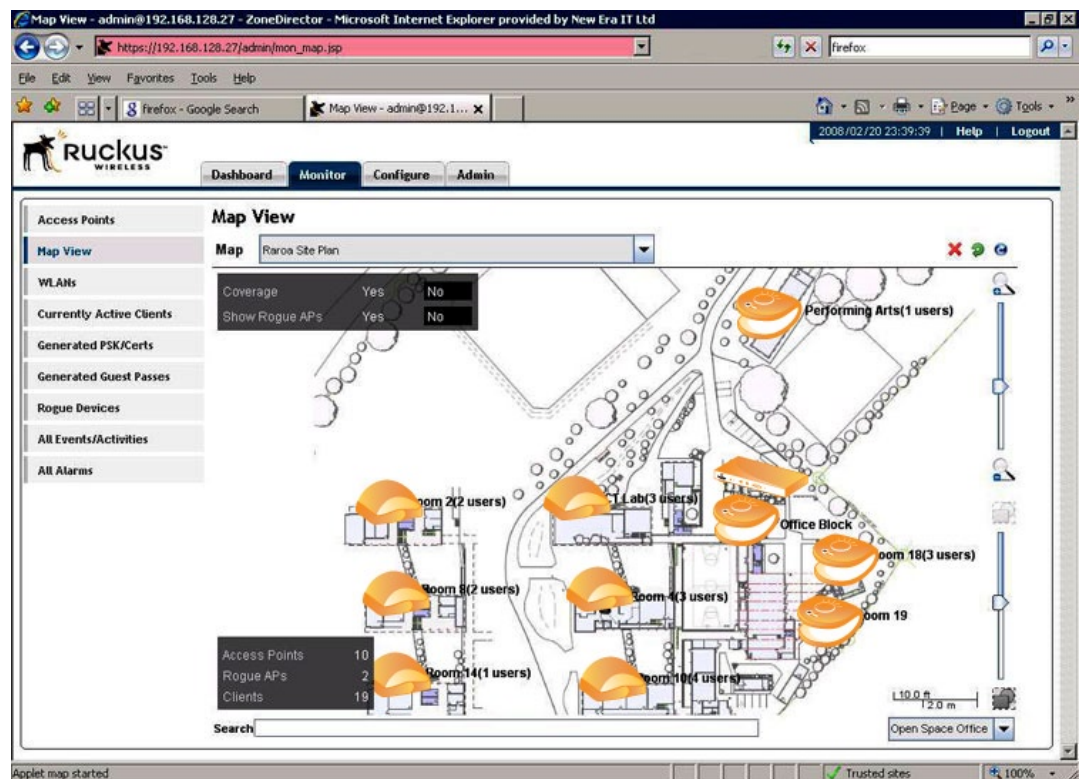 Map View - admin@192.168.128.27 - ZoneDirector - Microsoft Internet Explorer provided by New Era IT Ltd
https://192.168.128.27/admin/mon_map.jsp
firefox
File Edit View Favorites Tools Help
firefox - Google Search
Map View - admin@192.1...
Page Tools
2008/02/20 23:39:39 | Help | Logout
RUCKUS
WIRELESS
Dashboard Monitor Configure Admin
Access Points
Map View
WLANs
Currently Active Clients
Generated PSK/Certs
Generated Guest Passes
Rogue Devices
All Events/Activities
All Alarms
Map View
Map Raroa Site Plan
Coverage Yes No
Show Rogue APs Yes No
Performing Arts(1 users)
oom 2(2 users)
CT Lab(3 users)
Office Block
oom 18(3 users)
Room 8(2 users)
Room 4(3 users)
oom 19
Room 14(1 users)
Room 10(4 users)
Access Points 10
Rogue APs 2
Clients 19
10.0 ft
2.0 m
Search
Open Space Office
Applet map started
Trusted sites
100%